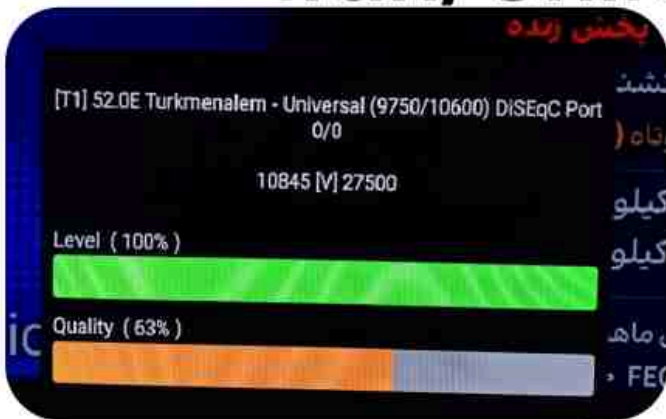 پخش زنده
[T1] 52.0E Turkmenalem - Universal (9750/10600) DiSEqC Port
0/0
10845 [V] 27500
Level ( 100% )
کیلو
کیلو
Quality ( 63% )
FEC